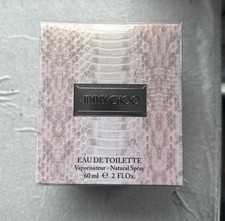 JIMMY CHOO
EAU DE TOILETTE
Vaporisateur - Natural Spray
60 ml ℮ 2 FL.Oz.